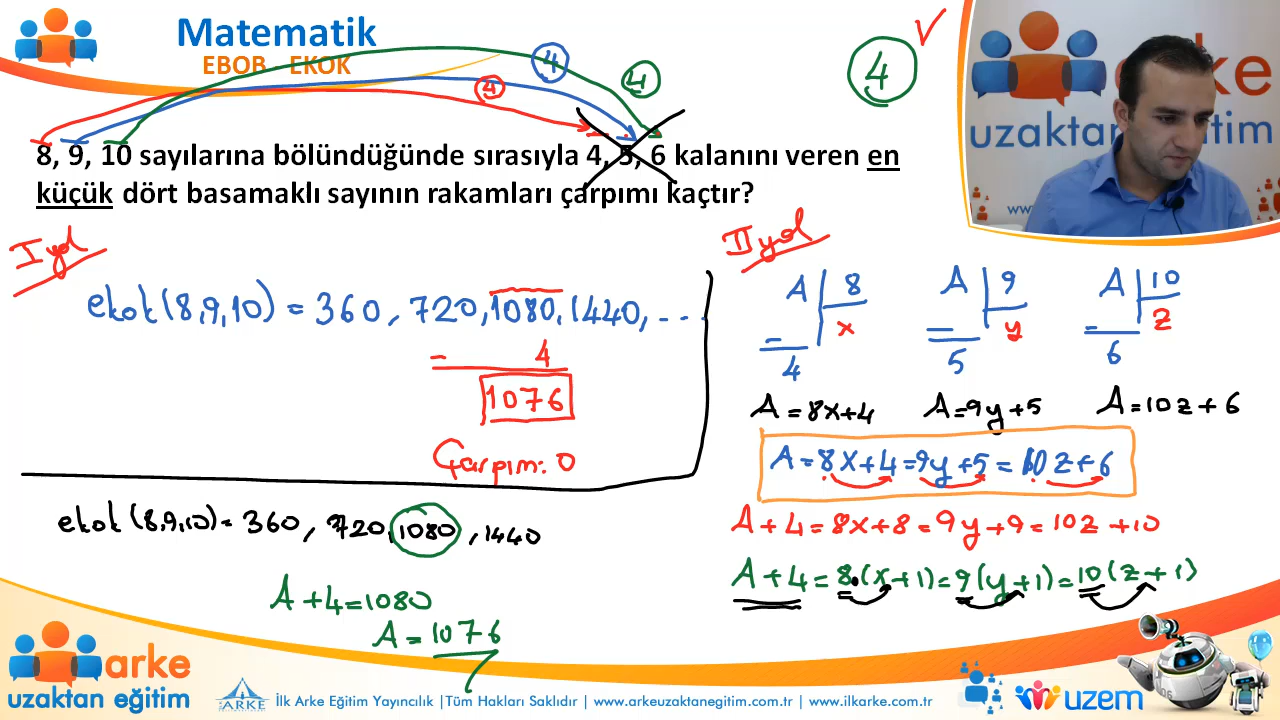 Matematik
EBOB - EKOK
4
4
4
4
arke
uzaktan eğitim
www.
8, 9, 10 sayılarına bölündüğünde sırasıyla 4, 5, 6 kalanını veren en
küçük dört basamaklı sayının rakamları çarpımı kaçtır?
I yol
ekok(8,9,10) = 360, 720, 1080, 1440, ...
- 4
1076
Çarpım: 0
ekok(8,9,10) = 360, 720, 1080, 1440
A + 4 = 1080
A = 1076
II yol
A 8 A 9 A 10
x y z
- 4 - 5 - 6
A = 8x+4 A = 9y+5 A = 10z+6
A = 8x+4 = 9y+5 = 10z+6
A+4 = 8x+8 = 9y+9 = 10z+10
A+4 = 8.(x+1) = 9(y+1) = 10(z+1)
arke
uzaktan eğitim
ARKE
İlk Arke Eğitim Yayıncılık |Tüm Hakları Saklıdır | www.arkeuzaktanegitim.com.tr | www.ilkarke.com.tr
uzem